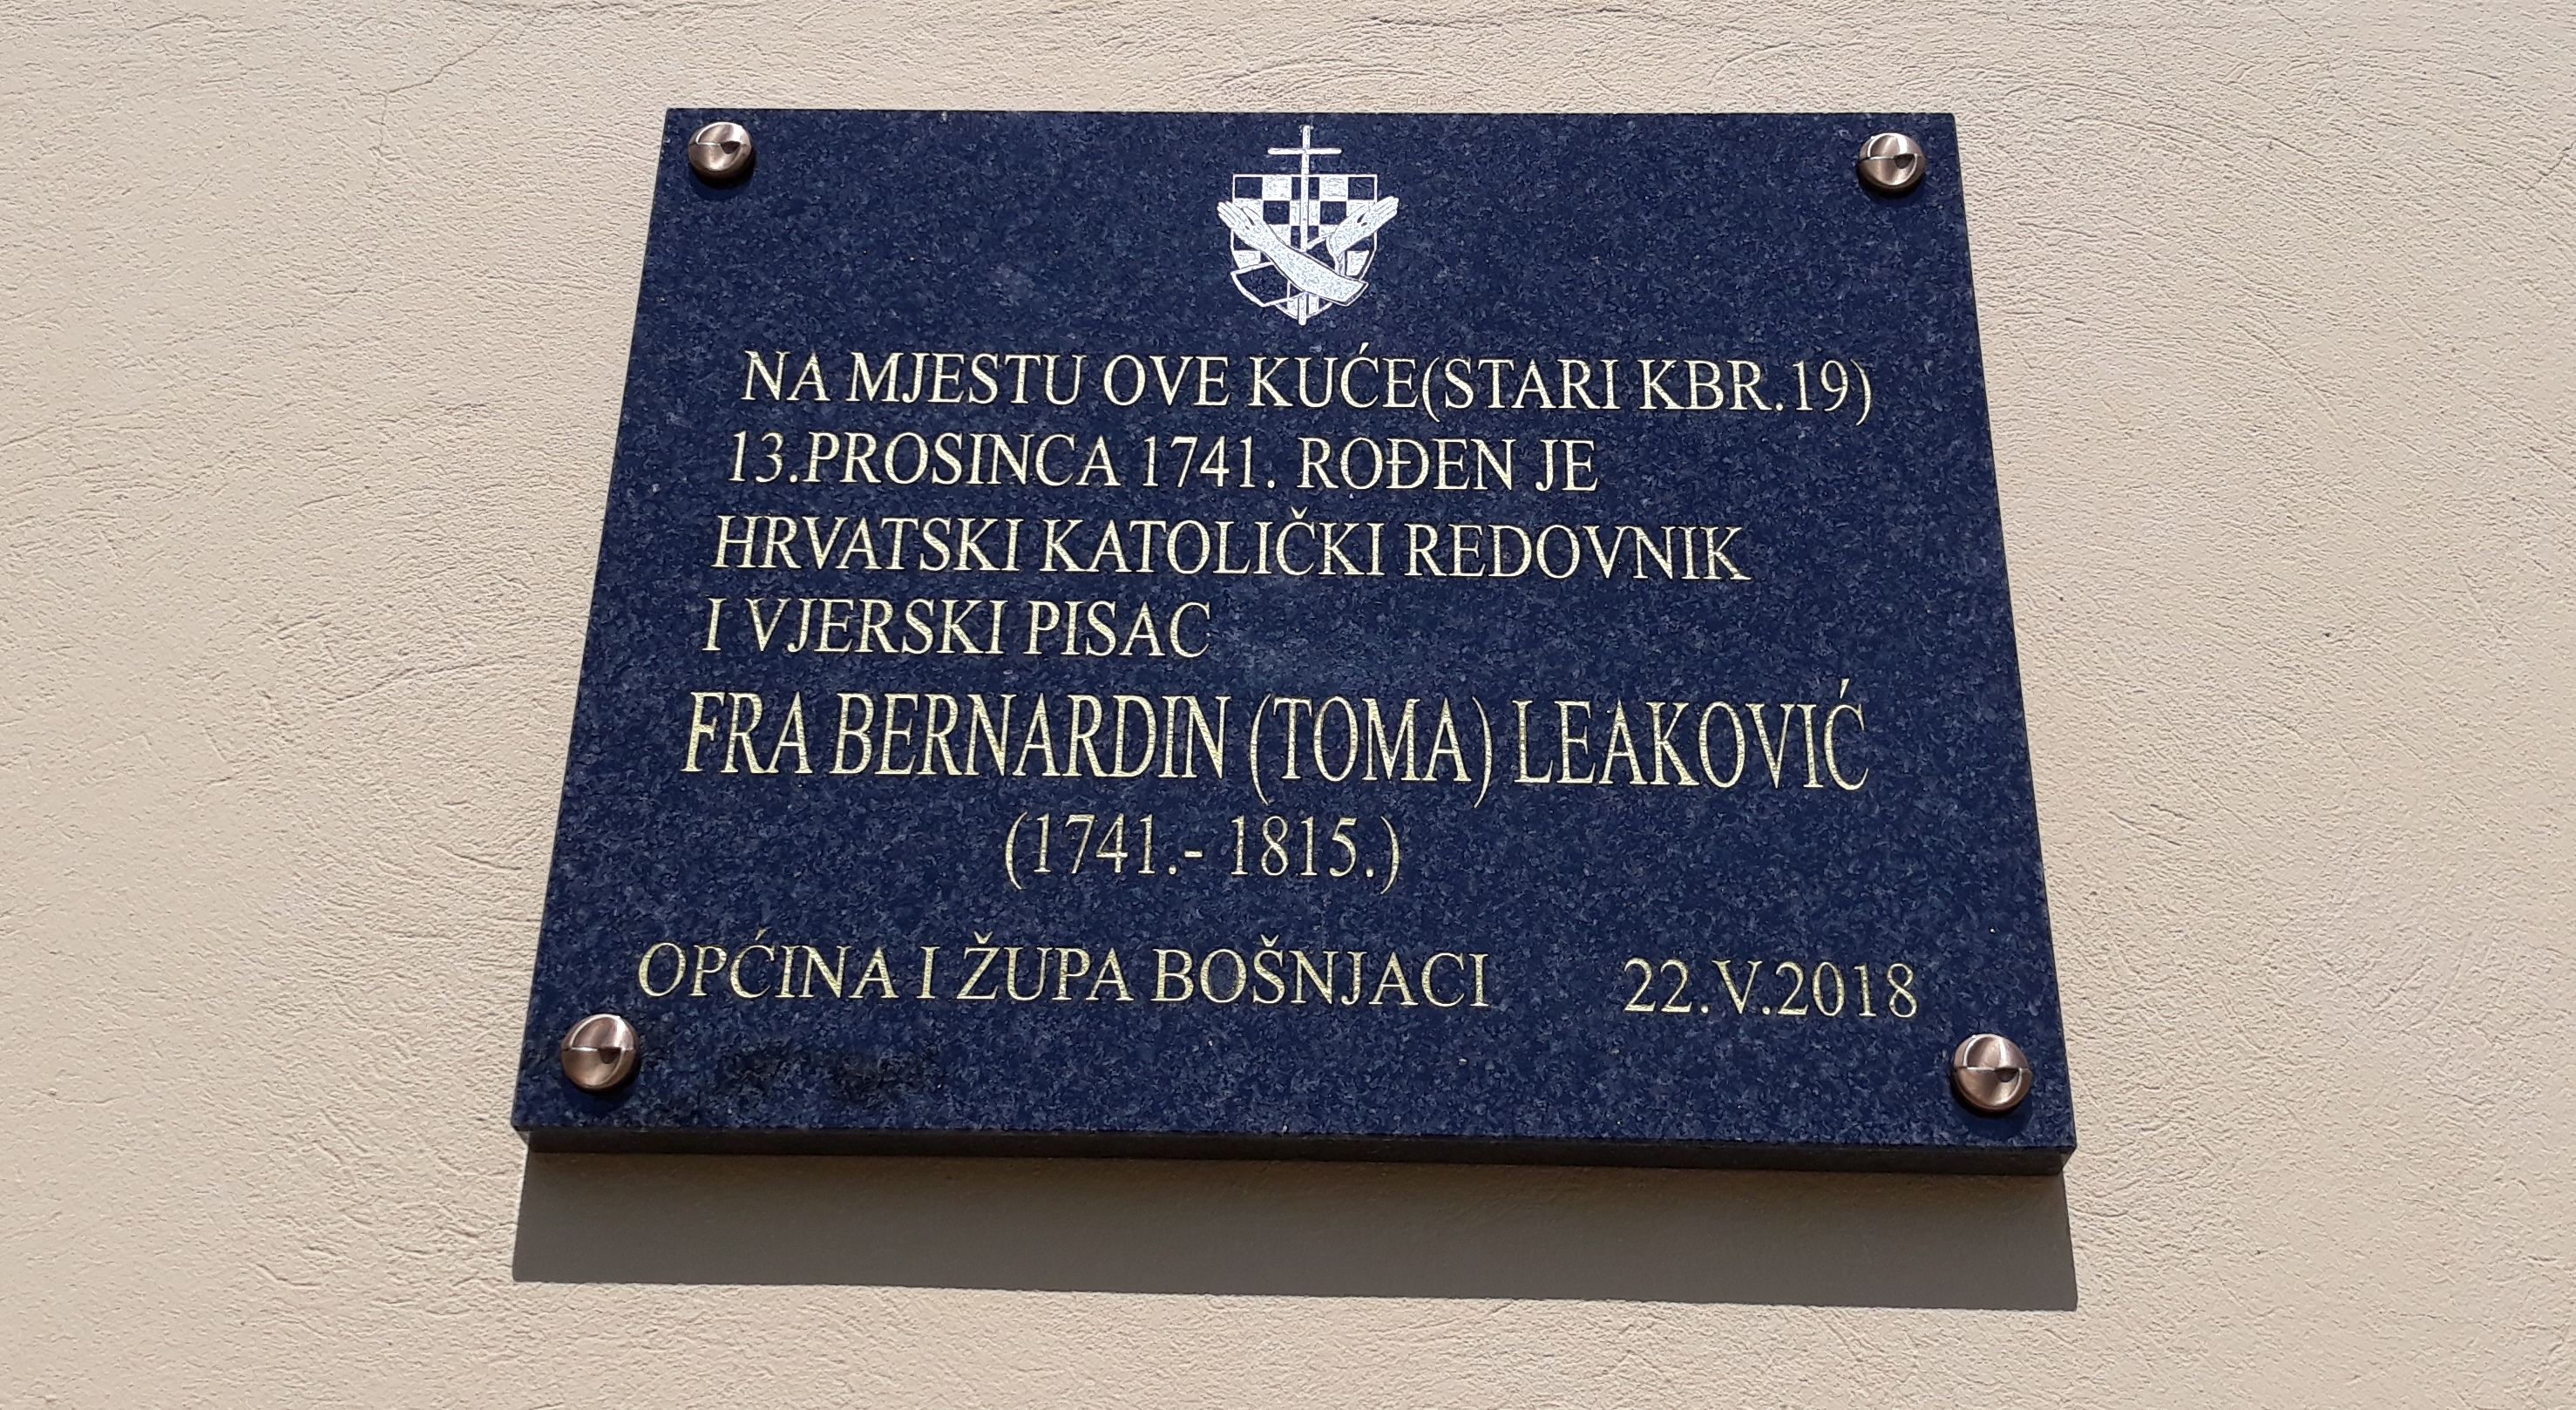 NA MJESTU OVE KUĆE(STARI KBR.19)
13.PROSINCA 1741. ROĐEN JE
HRVATSKI KATOLIČKI REDOVNIK
I VJERSKI PISAC
FRA BERNARDIN (TOMA) LEAKOVIĆ
(1741.- 1815.)
OPĆINA I ŽUPA BOŠNJACI 22.V.2018